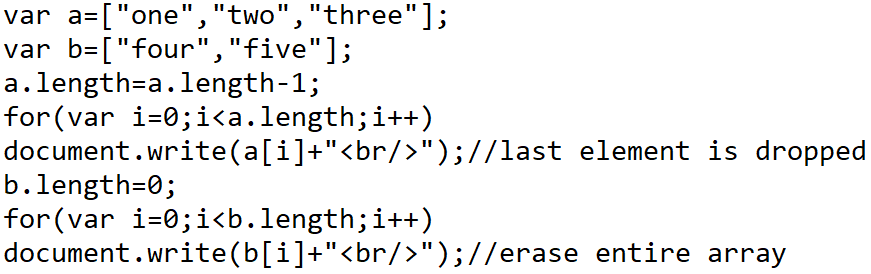 var a=["one","two","three"];
var b=["four","five"];
a.length=a.length-1;
for(var i=0;i<a.length;i++)
document.write(a[i]+"<br/>");//last element is dropped
b.length=0;
for(var i=0;i<b.length;i++)
document.write(b[i]+"<br/>");//erase entire array